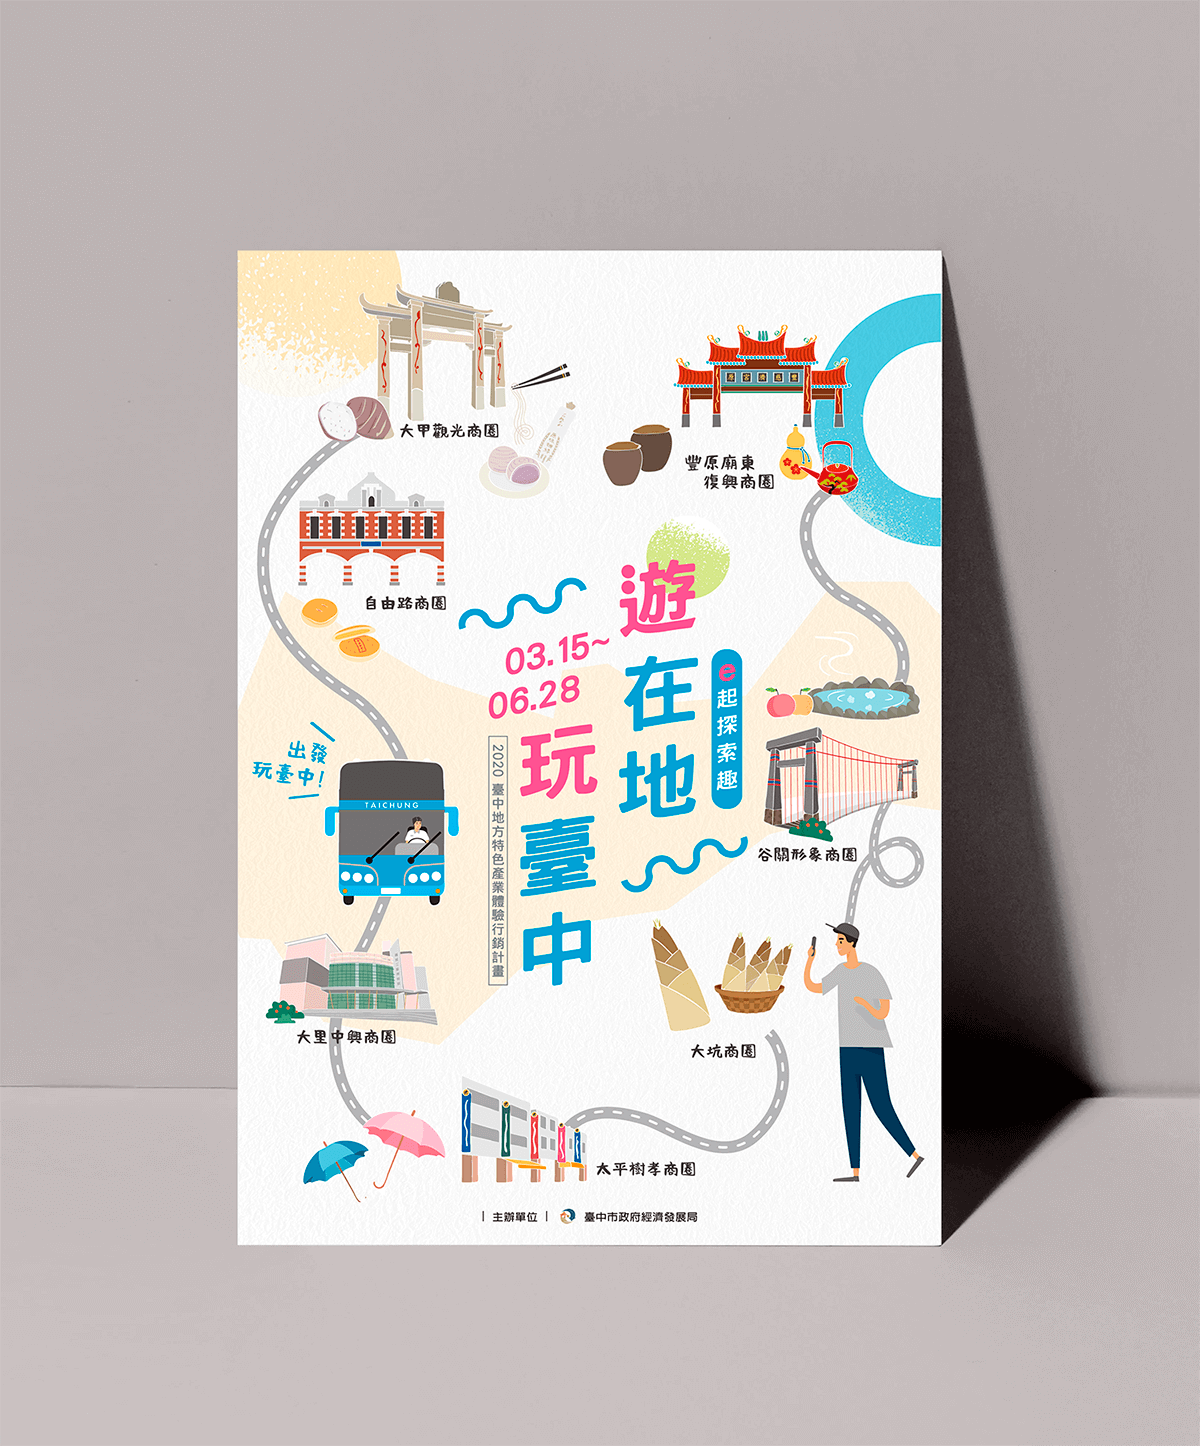 大甲觀光商圈
豐原廟東
復興商圈
自由路商圈
遊在地
玩臺中
03.15~
06.28
e起探索趣
2020 臺中地方特色產業體驗行銷計畫
出發
玩臺中!
TAICHUNG
谷關形象商圈
大里中興商圈
大坑商圈
太平樹孝商圈
| 主辦單位 | 臺中市政府經濟發展局